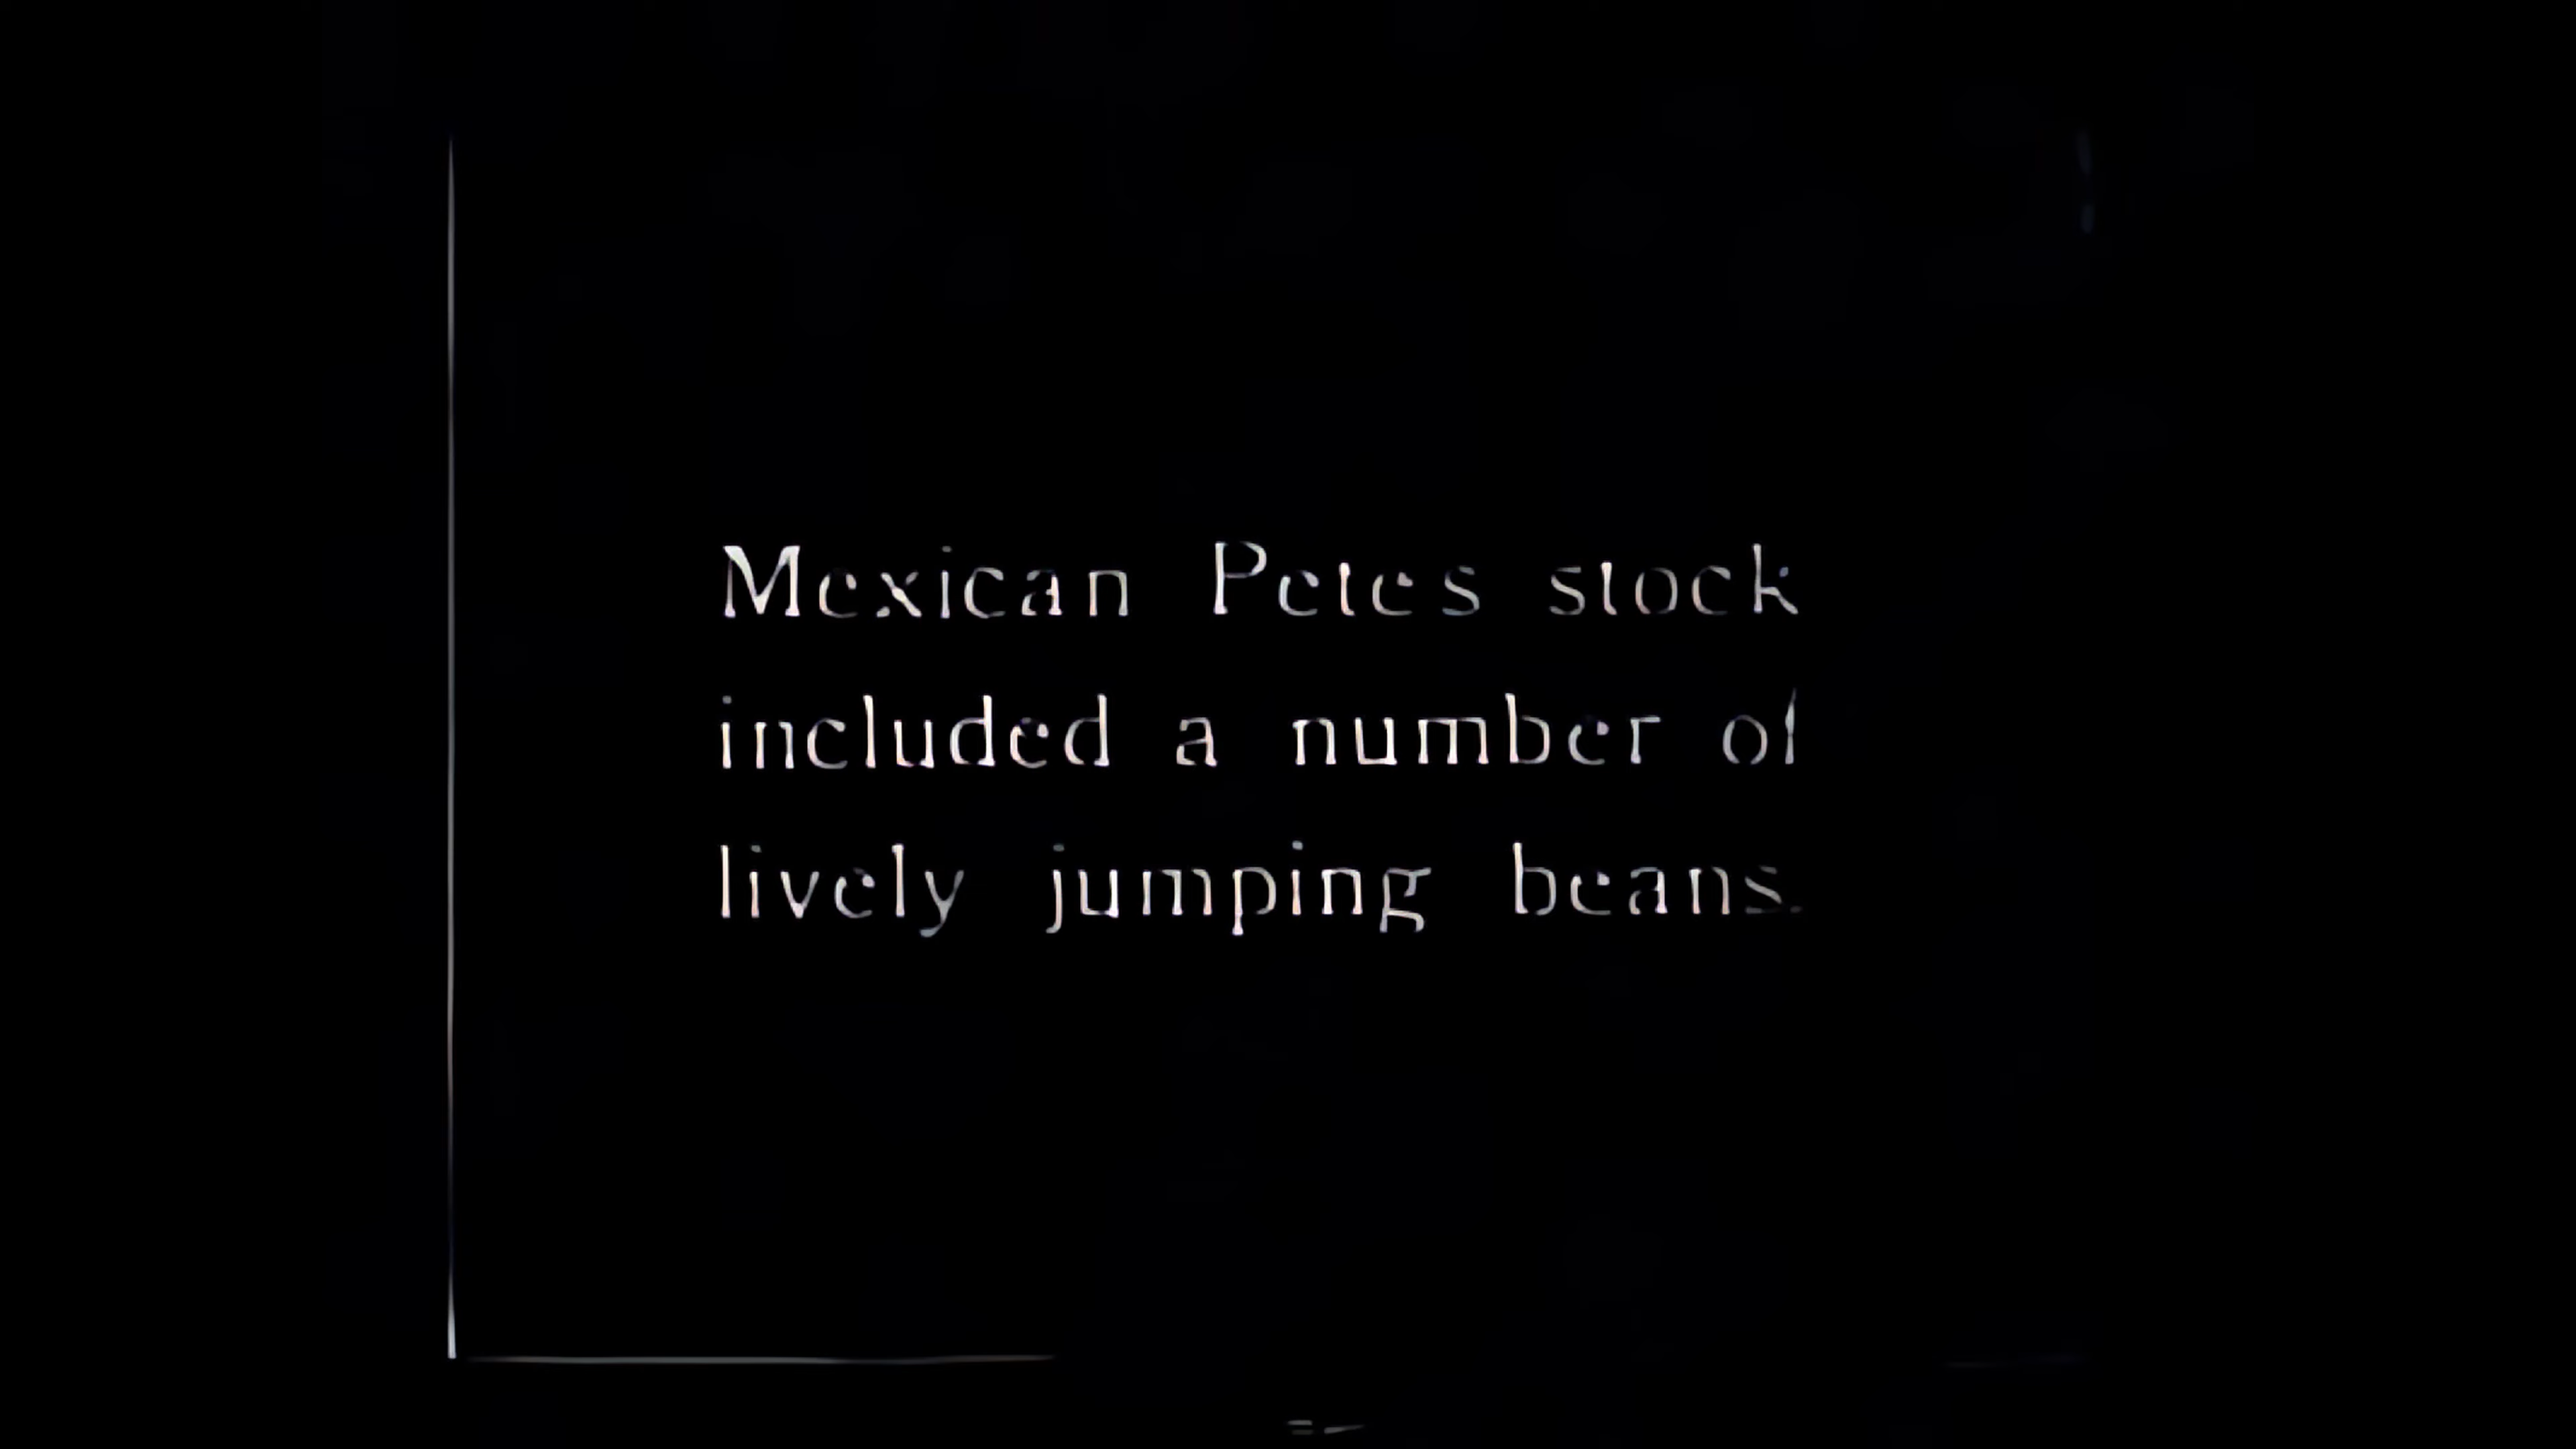 Mexican Petes stock
included a number of
lively jumping beans.